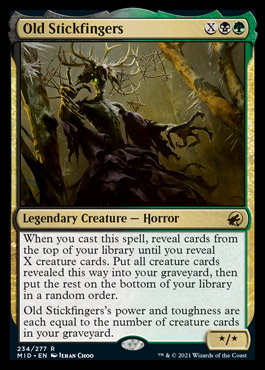 Old Stickfingers X
Legendary Creature — Horror
When you cast this spell, reveal cards
from the top of your library until you reveal
X creature cards. Put all creature cards
revealed this way into your graveyard, then
put the rest on the bottom of your library
in a random order.
Old Stickfingers's power and toughness are
each equal to the number of creature cards
in your graveyard.
*/*
234/277 R
MID • EN Jehan Choo
™ & © 2021 Wizards of the Coast